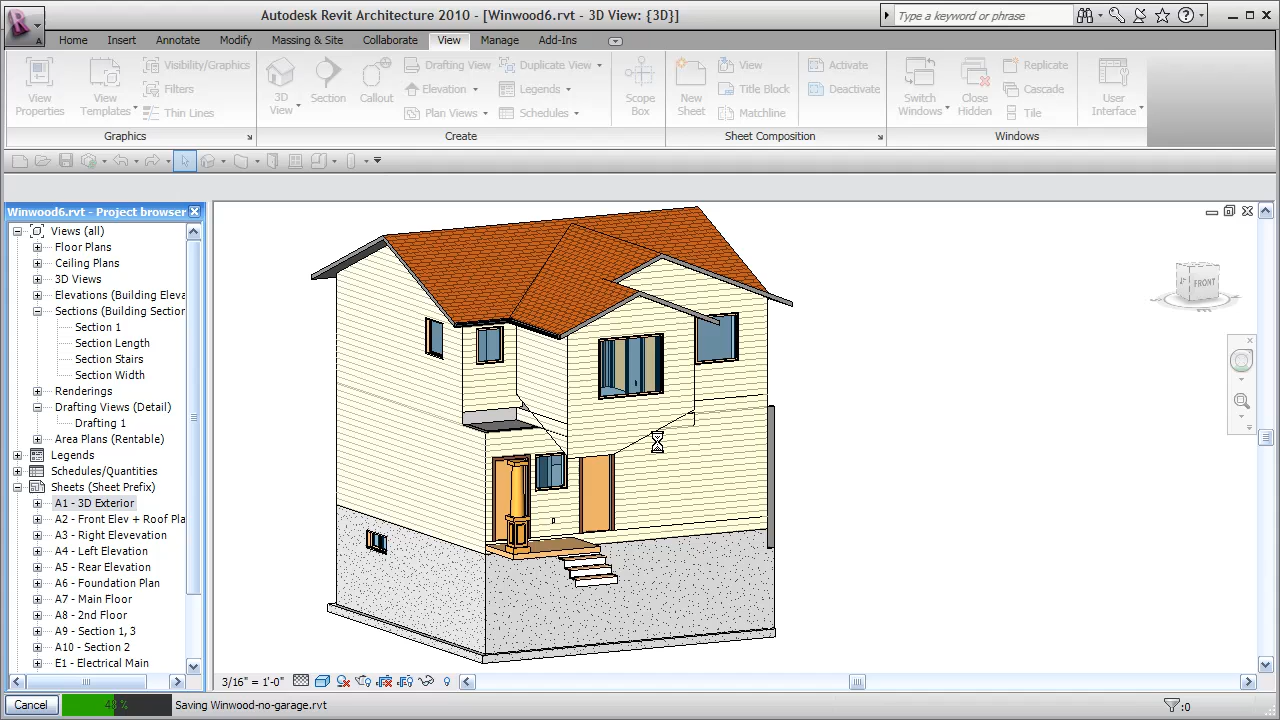 Autodesk Revit Architecture 2010 - [Winwood6.rvt - 3D View: {3D}]
Type a keyword or phrase
Home Insert Annotate Modify Massing & Site Collaborate View Manage Add-Ins
View Properties
View Templates
Visibility/Graphics
Filters
Thin Lines
3D View
Section
Callout
Drafting View
Elevation
Plan Views
Duplicate View
Legends
Schedules
Scope Box
New Sheet
View
Title Block
Matchline
Activate
Deactivate
Switch Windows
Close Hidden
Replicate
Cascade
Tile
User Interface
Graphics Create Sheet Composition Windows
Winwood6.rvt - Project browser
Views (all)
Floor Plans
Ceiling Plans
3D Views
Elevations (Building Eleva
Sections (Building Section
Section 1
Section Length
Section Stairs
Section Width
Renderings
Drafting Views (Detail)
Drafting 1
Area Plans (Rentable)
Legends
Schedules/Quantities
Sheets (Sheet Prefix)
A1 - 3D Exterior
A2 - Front Elev + Roof Pla
A3 - Right Elevevation
A4 - Left Elevation
A5 - Rear Elevation
A6 - Foundation Plan
A7 - Main Floor
A8 - 2nd Floor
A9 - Section 1, 3
A10 - Section 2
E1 - Electrical Main
FRONT
3/16" = 1'-0"
Cancel
Saving Winwood-no-garage.rvt
:0